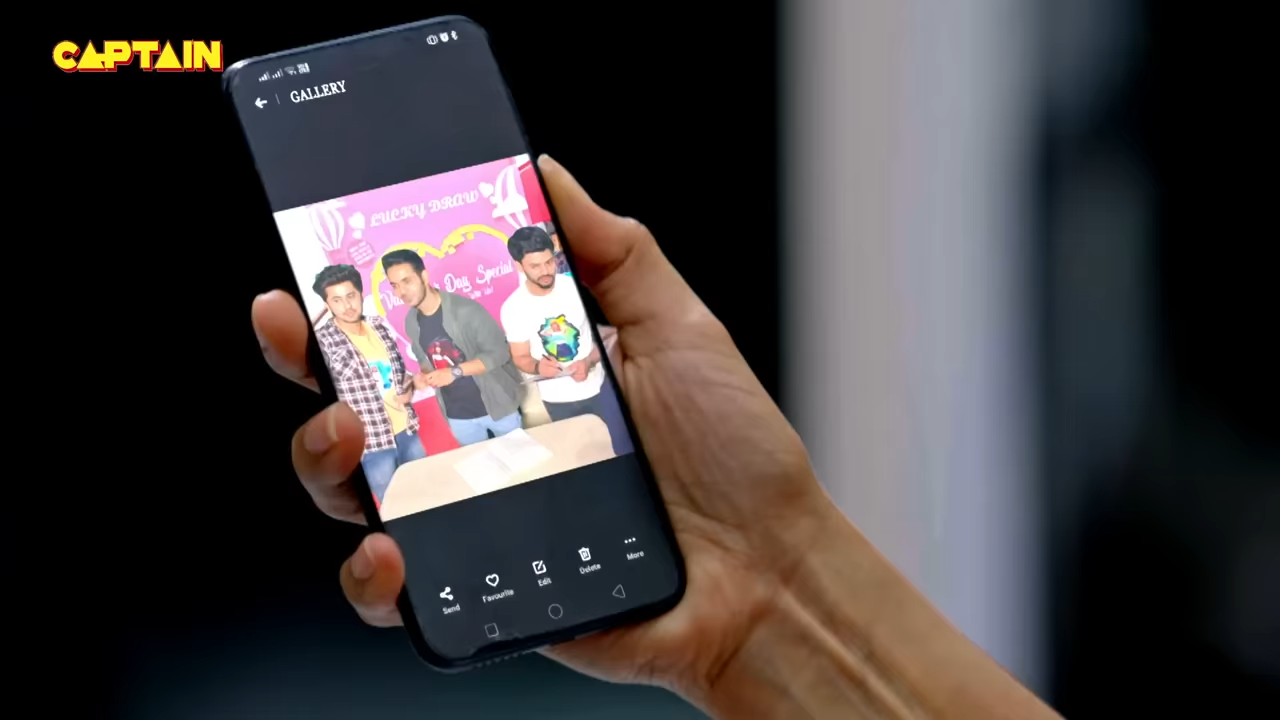 CAPTAIN
GALLERY
LUCKY DRAW
Day Special
Send
Favourite
Edit
Delete
More